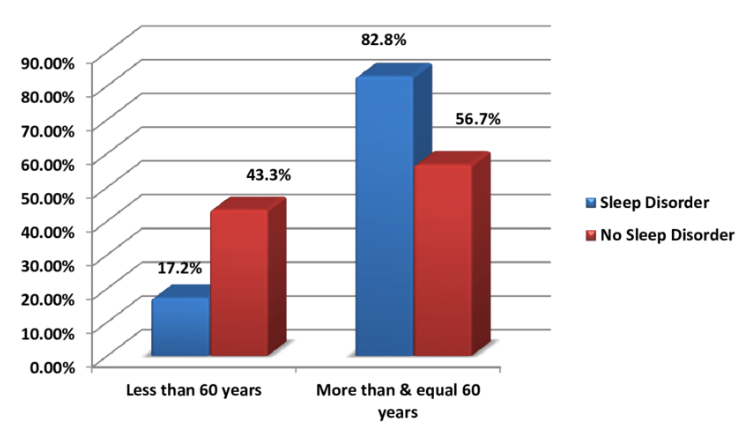 82.8%
90.00%
80.00%
70.00%
60.00%
50.00%
40.00%
30.00%
20.00%
10.00%
0.00%
56.7%
43.3%
17.2%
Sleep Disorder
No Sleep Disorder
Less than 60 years
More than & equal 60
years